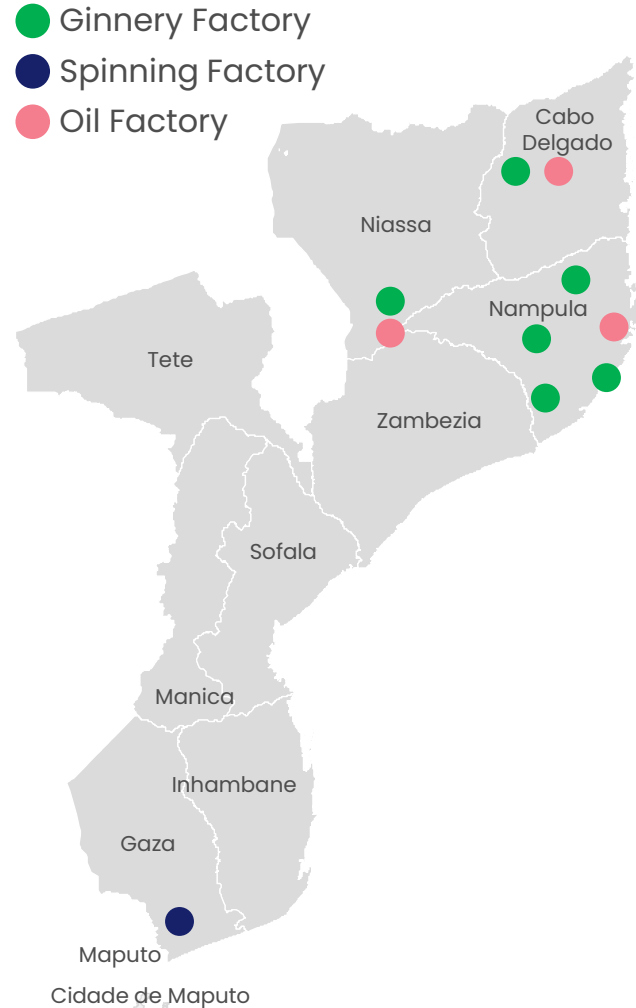 Ginnery Factory
Spinning Factory
Oil Factory
Cabo
Delgado
Niassa
Nampula
Tete
Zambezia
Sofala
Manica
Inhambane
Gaza
Maputo
Cidade de Maputo